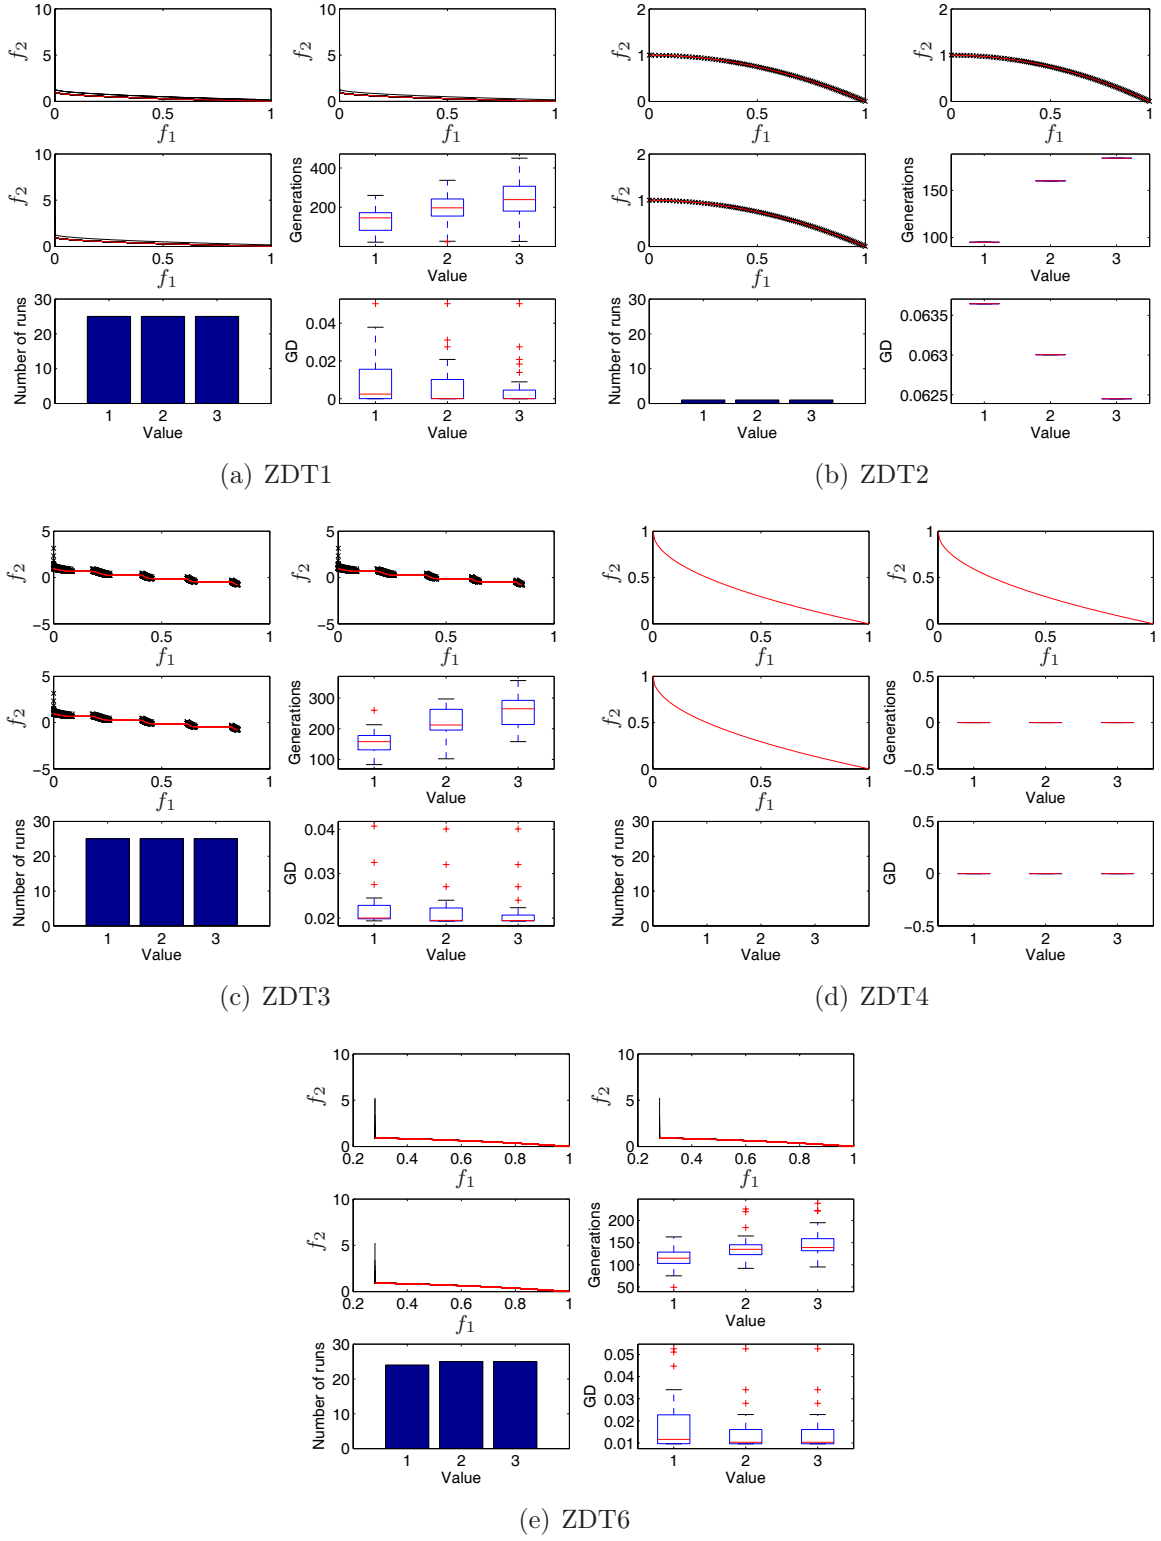 10
5
0
f2
0
0.5
1
f1
10
5
0
f2
0
0.5
1
f1
10
5
0
f2
0
0.5
1
f1
400
200
Generations
1
2
3
Value
30
20
10
0
Number of runs
1
2
3
Value
0.04
0.02
0
GD
1
2
3
Value
(a) ZDT1
2
1
0
f2
0
0.5
1
f1
2
1
0
f2
0
0.5
1
f1
2
1
0
f2
0
0.5
1
f1
150
100
Generations
1
2
3
Value
30
20
10
0
Number of runs
1
2
3
Value
0.0635
0.063
0.0625
GD
1
2
3
Value
(b) ZDT2
5
0
−5
f2
0
0.5
1
f1
5
0
−5
f2
0
0.5
1
f1
5
0
−5
f2
0
0.5
1
f1
300
200
100
Generations
1
2
3
Value
30
20
10
0
Number of runs
1
2
3
Value
0.04
0.03
0.02
GD
1
2
3
Value
(c) ZDT3
1
0.5
0
f2
0
0.5
1
f1
1
0.5
0
f2
0
0.5
1
f1
1
0.5
0
f2
0
0.5
1
f1
0.5
0
−0.5
Generations
1
2
3
Value
30
20
10
0
Number of runs
1
2
3
Value
0.5
0
−0.5
GD
1
2
3
Value
(d) ZDT4
10
5
0
f2
0.2
0.4
0.6
0.8
1
f1
10
5
0
f2
0.2
0.4
0.6
0.8
1
f1
10
5
0
f2
0.2
0.4
0.6
0.8
1
f1
200
150
100
50
Generations
1
2
3
Value
30
20
10
0
Number of runs
1
2
3
Value
0.05
0.04
0.03
0.02
0.01
GD
1
2
3
Value
(e) ZDT6